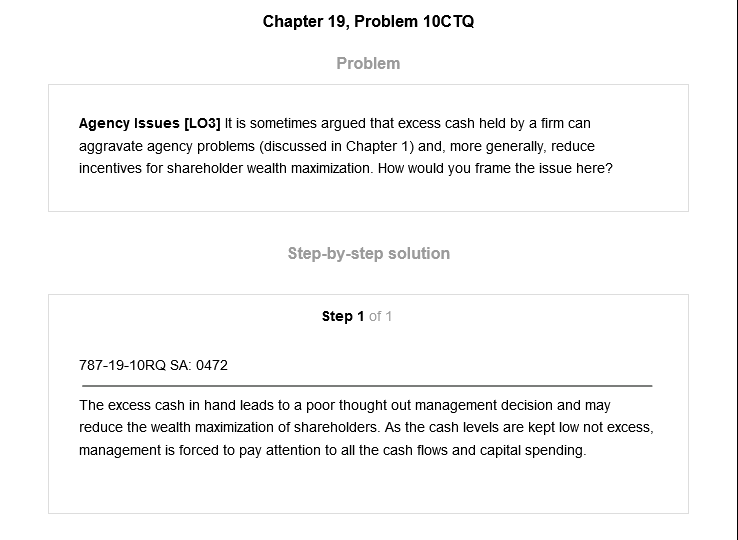 Chapter 19, Problem 10CTQ
Problem
Agency Issues [LO3] It is sometimes argued that excess cash held by a firm can
aggravate agency problems (discussed in Chapter 1) and, more generally, reduce
incentives for shareholder wealth maximization. How would you frame the issue here?
Step-by-step solution
Step 1 of 1
787-19-10RQ SA: 0472
The excess cash in hand leads to a poor thought out management decision and may
reduce the wealth maximization of shareholders. As the cash levels are kept low not excess,
management is forced to pay attention to all the cash flows and capital spending.